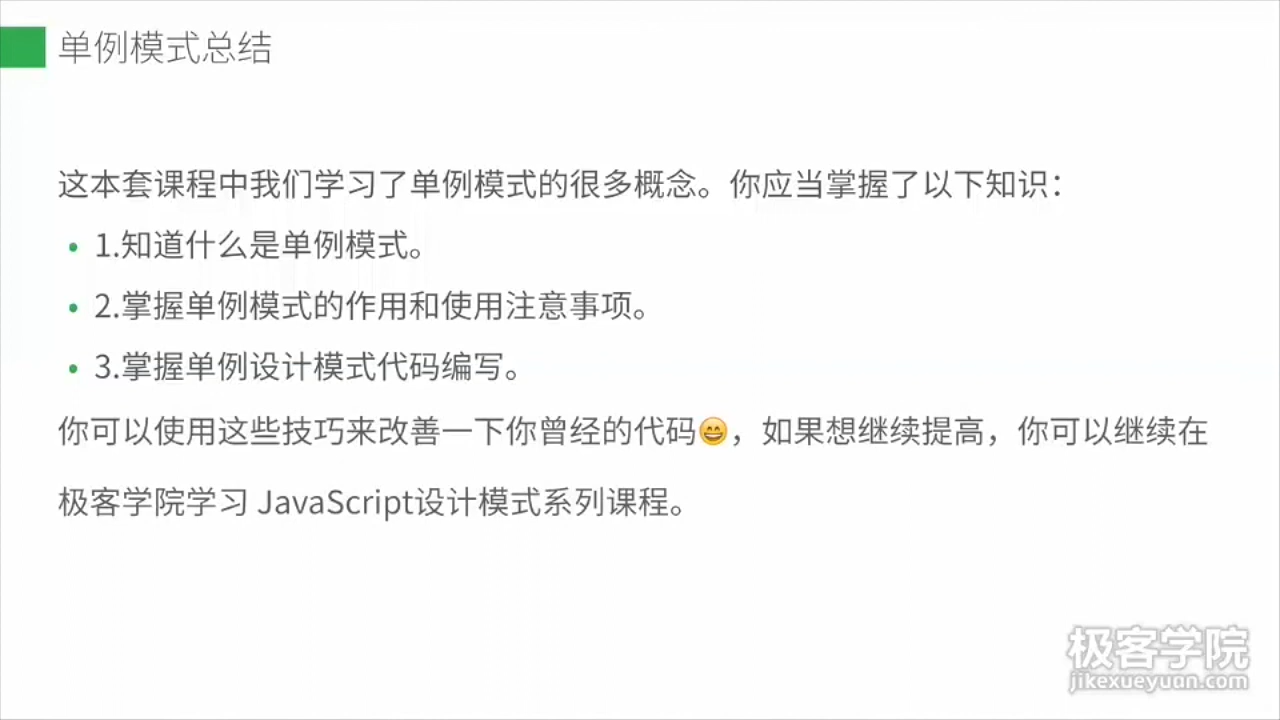 单例模式总结
这本套课程中我们学习了单例模式的很多概念。你应当掌握了以下知识：
• 1.知道什么是单例模式。
• 2.掌握单例模式的作用和使用注意事项。
• 3.掌握单例设计模式代码编写。
你可以使用这些技巧来改善一下你曾经的代码😄，如果想继续提高，你可以继续在
极客学院学习 JavaScript设计模式系列课程。
极客学院
jikexueyuan.com